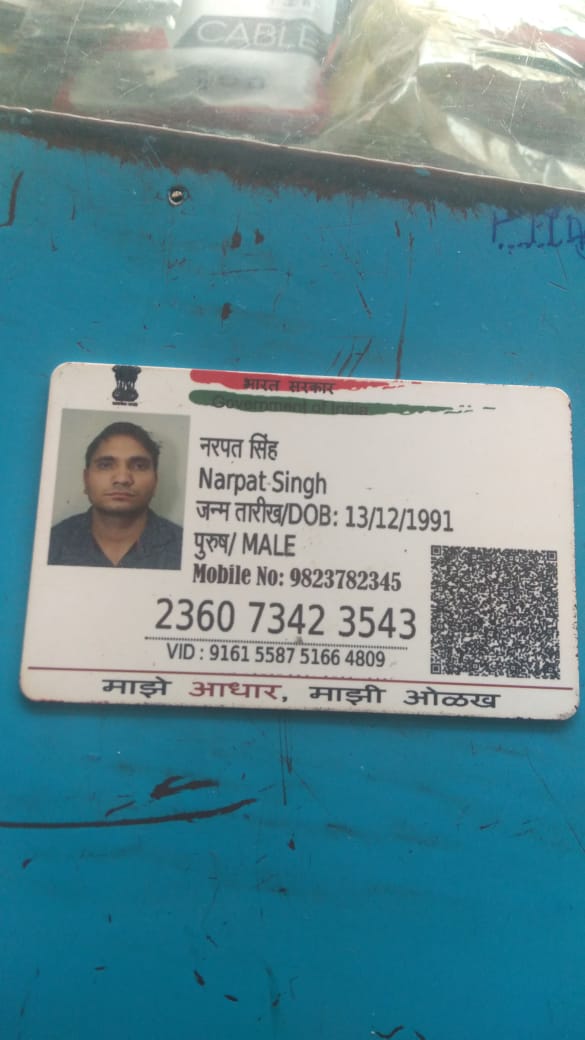 CABLE
भारत सरकार
Government of India
नरपत सिंह
Narpat Singh
जन्म तारीख/DOB: 13/12/1991
पुरुष/ MALE
Mobile No: 9823782345
2360 7342 3543
VID : 9161 5587 5166 4809
माझे आधार, माझी ओळख